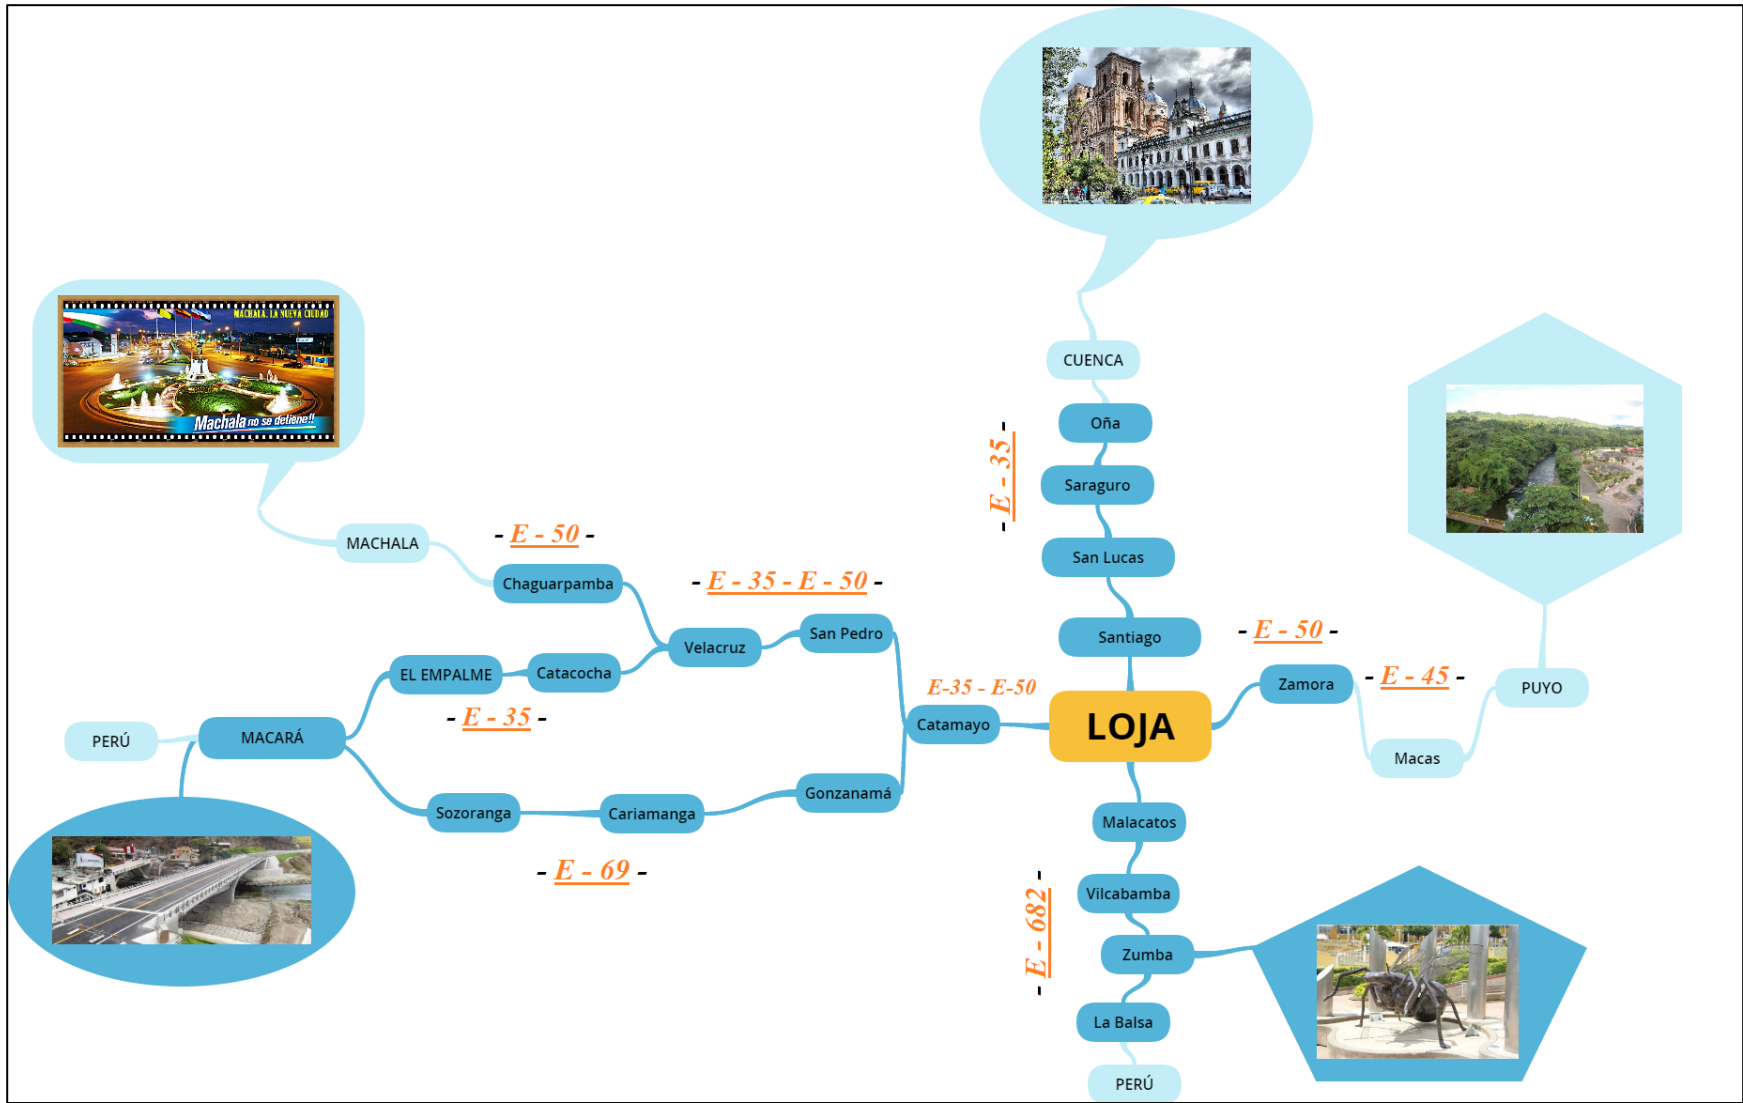 MACHALA, LA NUEVA CIUDAD
Machala no se detiene!!
CUENCA
Oña
- E - 35 -
Saraguro
San Lucas
Santiago
MACHALA
- E - 50 -
Chaguarpamba
- E - 35 - E - 50 -
San Pedro
Velacruz
EL EMPALME
Catacocha
- E - 35 -
E-35 - E-50
Catamayo
LOJA
- E - 50 -
Zamora
- E - 45 -
PUYO
Macas
PERÚ
MACARÁ
Sozoranga
Cariamanga
Gonzanamá
- E - 69 -
Malacatos
Vilcabamba
- E - 682 -
Zumba
La Balsa
PERÚ